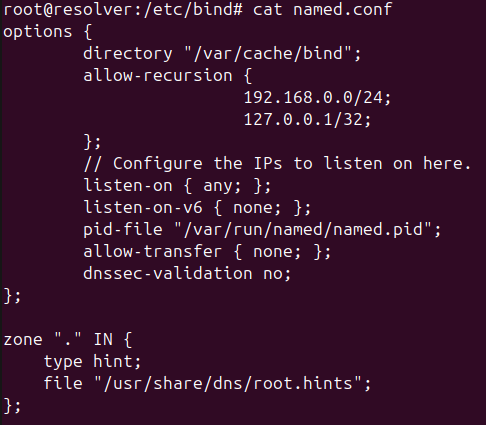 root@resolver:/etc/bind# cat named.conf
options {
        directory "/var/cache/bind";
        allow-recursion {
                        192.168.0.0/24;
                        127.0.0.1/32;
        };
        // Configure the IPs to listen on here.
        listen-on { any; };
        listen-on-v6 { none; };
        pid-file "/var/run/named/named.pid";
        allow-transfer { none; };
        dnssec-validation no;
};

zone "." IN {
    type hint;
    file "/usr/share/dns/root.hints";
};